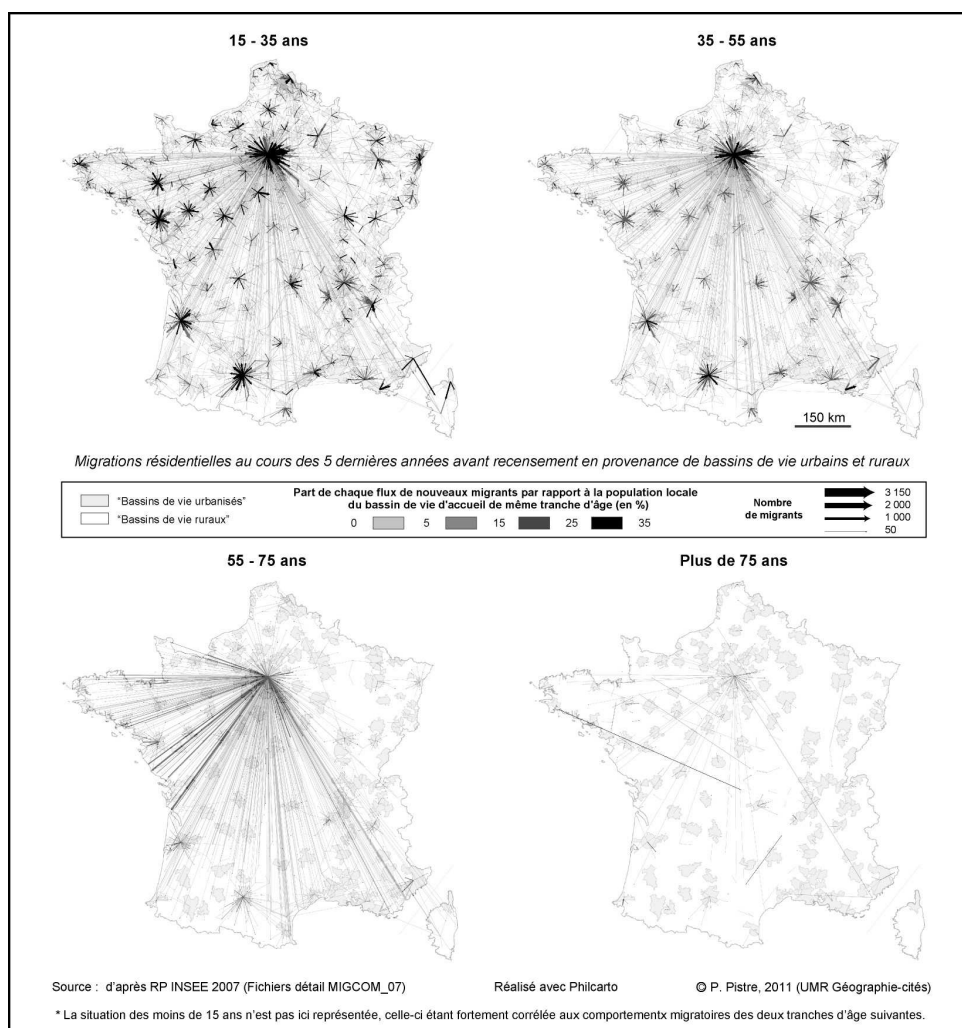 15 - 35 ans
35 - 55 ans
150 km
Migrations résidentielles au cours des 5 dernières années avant recensement en provenance de bassins de vie urbains et ruraux
"Bassins de vie urbanisés"
"Bassins de vie ruraux"
Part de chaque flux de nouveaux migrants par rapport à la population locale
du bassin de vie d'accueil de même tranche d'âge (en %)
0 5 15 25 35
Nombre
de migrants
3 150
2 000
1 000
50
55 - 75 ans
Plus de 75 ans
Source : d'après RP INSEE 2007 (Fichiers détail MIGCOM_07)
Réalisé avec Philcarto
© P. Pistre, 2011 (UMR Géographie-cités)
* La situation des moins de 15 ans n'est pas ici représentée, celle-ci étant fortement corrélée aux comportementx migratoires des deux tranches d'âge suivantes.